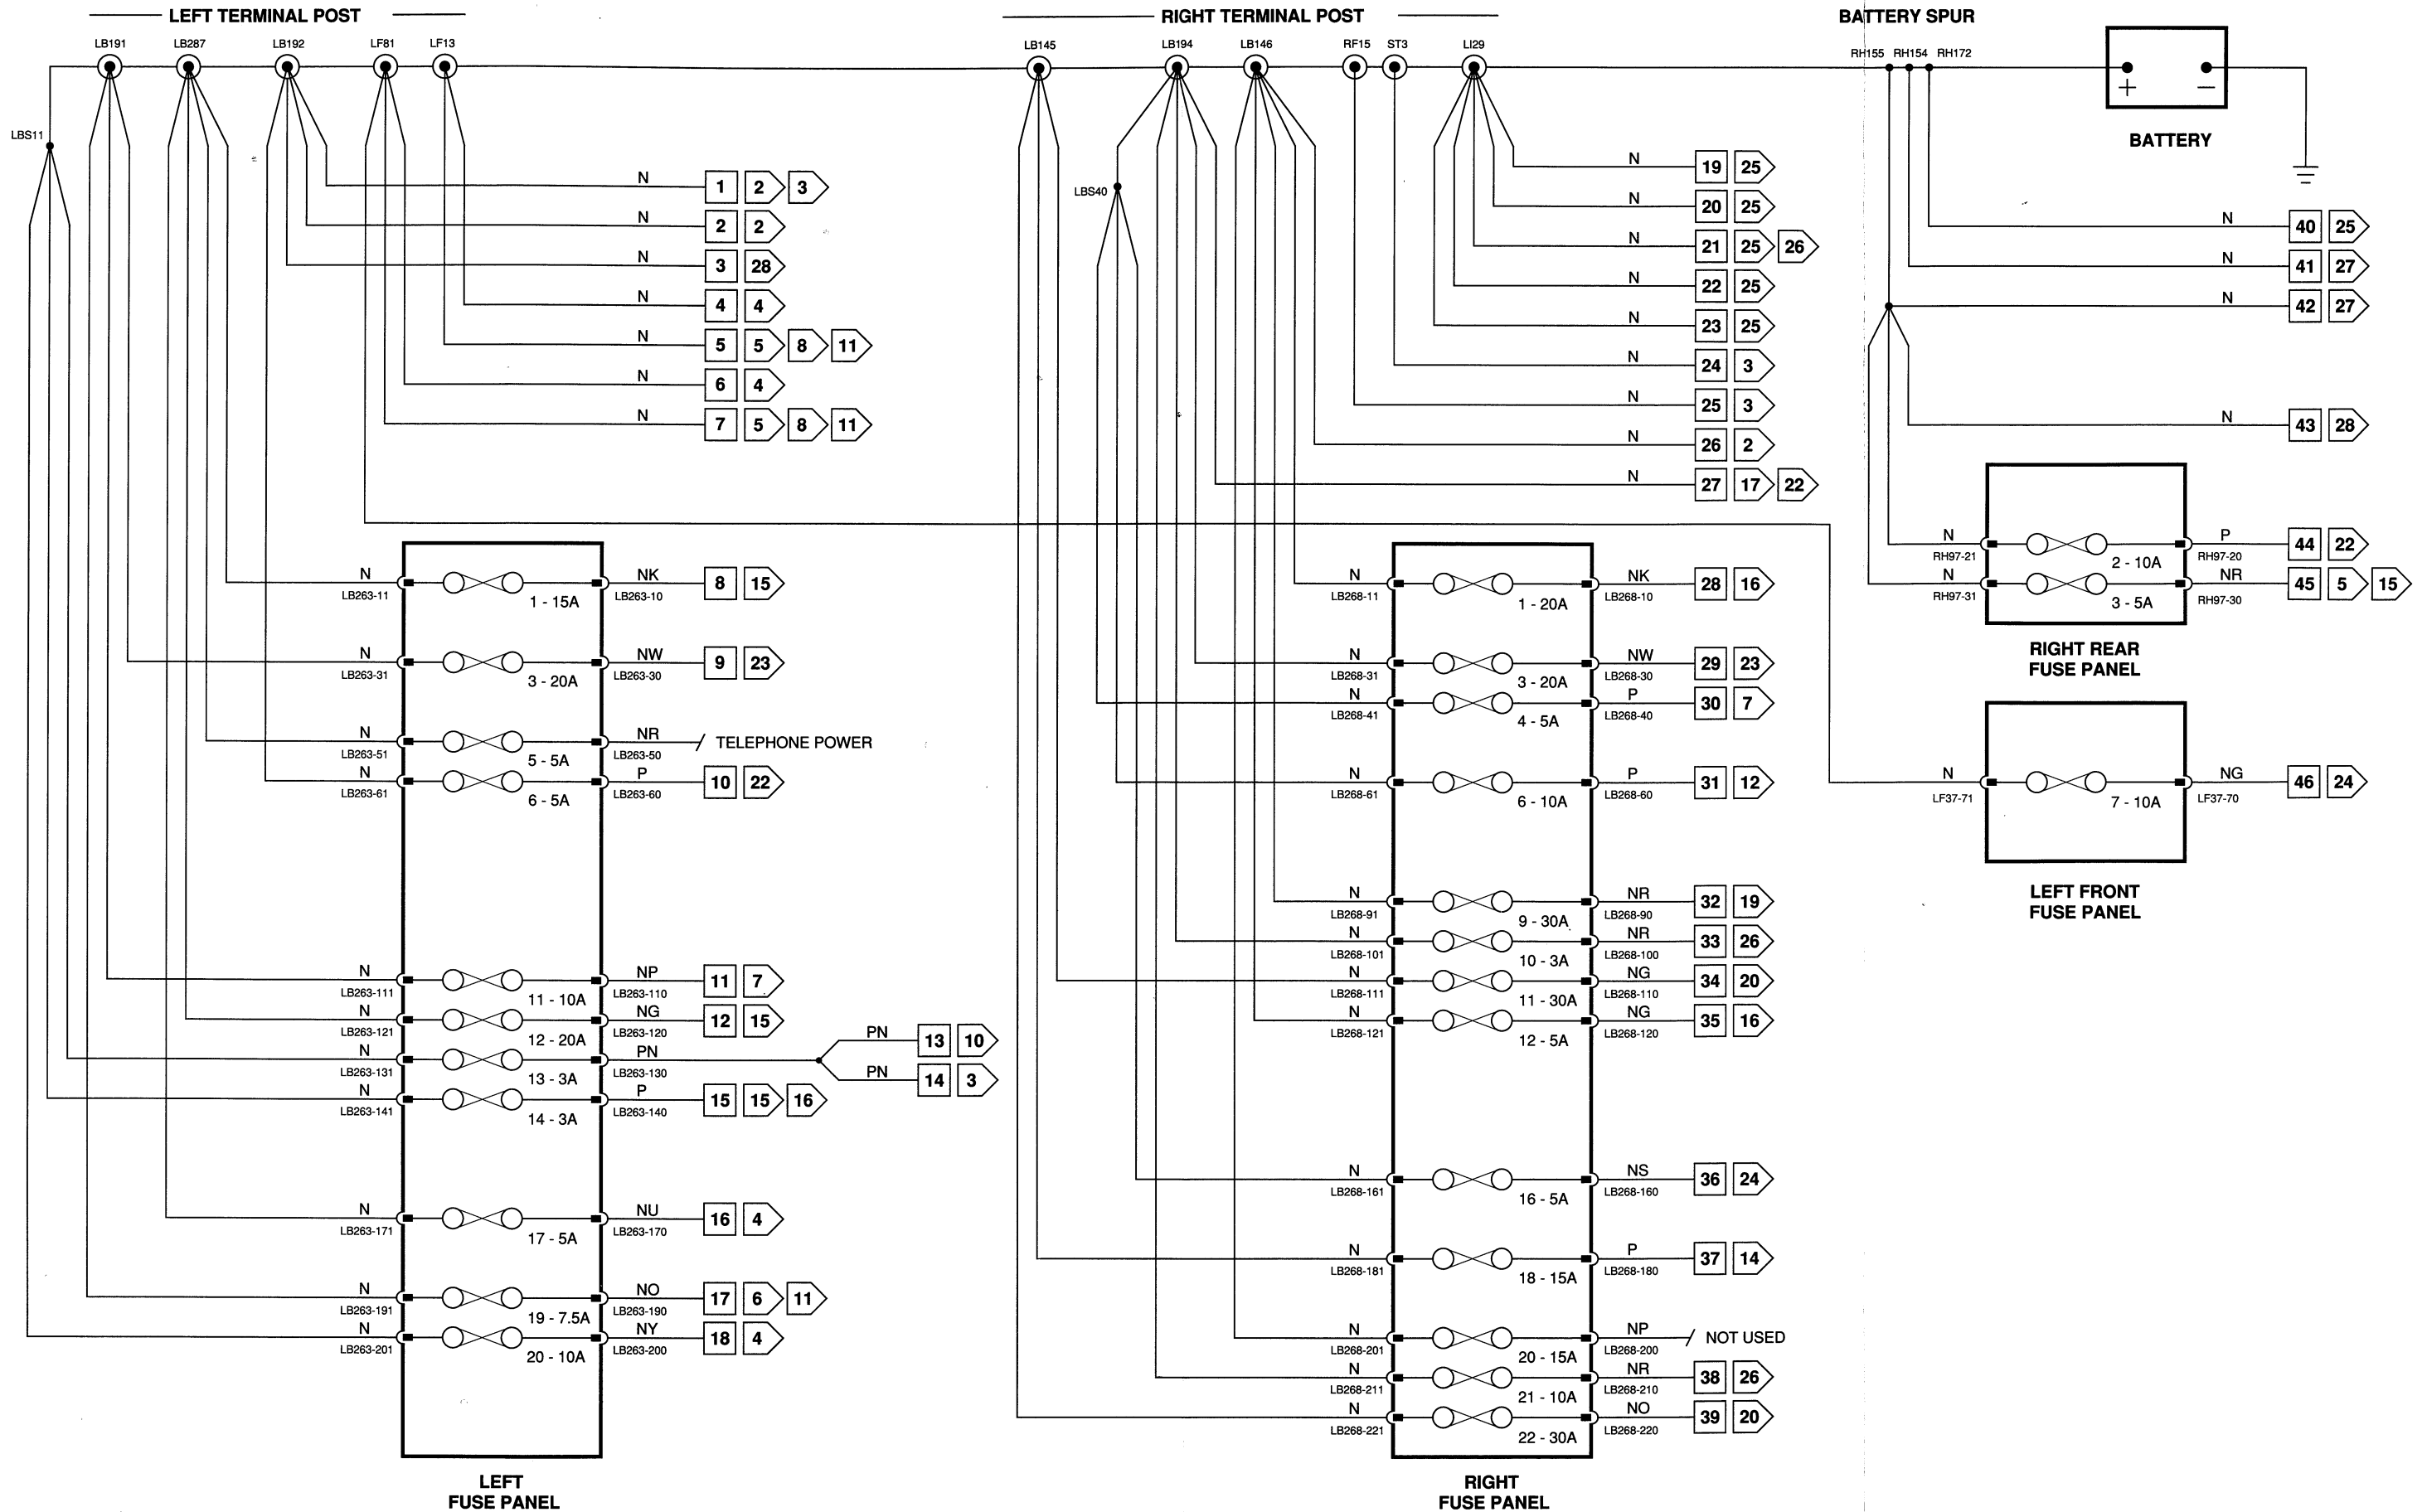 LEFT TERMINAL POST
RIGHT TERMINAL POST
BATTERY SPUR
LB191 LB287 LB192 LF81 LF13
LB145 LB194 LB146 RF15 ST3 LI29
RH155 RH154 RH172
+ −
BATTERY
LBS11
LBS40
N 1 2 3
N 2 2
N 3 28
N 4 4
N 5 5 8 11
N 6 4
N 7 5 8 11
N 19 25
N 20 25
N 21 25 26
N 22 25
N 23 25
N 24 3
N 25 3
N 26 2
N 27 17 22
N 40 25
N 41 27
N 42 27
N 43 28
N LB263-11 1 - 15A NK LB263-10 8 15
N LB263-31 3 - 20A NW LB263-30 9 23
N LB263-51 5 - 5A NR LB263-50 TELEPHONE POWER
N LB263-61 6 - 5A P LB263-60 10 22
N LB263-111 11 - 10A NP LB263-110 11 7
N LB263-121 12 - 20A NG LB263-120 12 15
N LB263-131 13 - 3A PN LB263-130
PN 13 10
PN 14 3
N LB263-141 14 - 3A P LB263-140 15 15 16
N LB263-171 17 - 5A NU LB263-170 16 4
N LB263-191 19 - 7.5A NO LB263-190 17 6 11
N LB263-201 20 - 10A NY LB263-200 18 4
LEFT
FUSE PANEL
N LB268-11 1 - 20A NK LB268-10 28 16
N LB268-31 3 - 20A NW LB268-30 29 23
N LB268-41 4 - 5A P LB268-40 30 7
N LB268-61 6 - 10A P LB268-60 31 12
N LB268-91 9 - 30A NR LB268-90 32 19
N LB268-101 10 - 3A NR LB268-100 33 26
N LB268-111 11 - 30A NG LB268-110 34 20
N LB268-121 12 - 5A NG LB268-120 35 16
N LB268-161 16 - 5A NS LB268-160 36 24
N LB268-181 18 - 15A P LB268-180 37 14
N LB268-201 20 - 15A NP LB268-200 NOT USED
N LB268-211 21 - 10A NR LB268-210 38 26
N LB268-221 22 - 30A NO LB268-220 39 20
RIGHT
FUSE PANEL
N RH97-21 2 - 10A P RH97-20 44 22
N RH97-31 3 - 5A NR RH97-30 45 5 15
RIGHT REAR
FUSE PANEL
N LF37-71 7 - 10A NG LF37-70 46 24
LEFT FRONT
FUSE PANEL